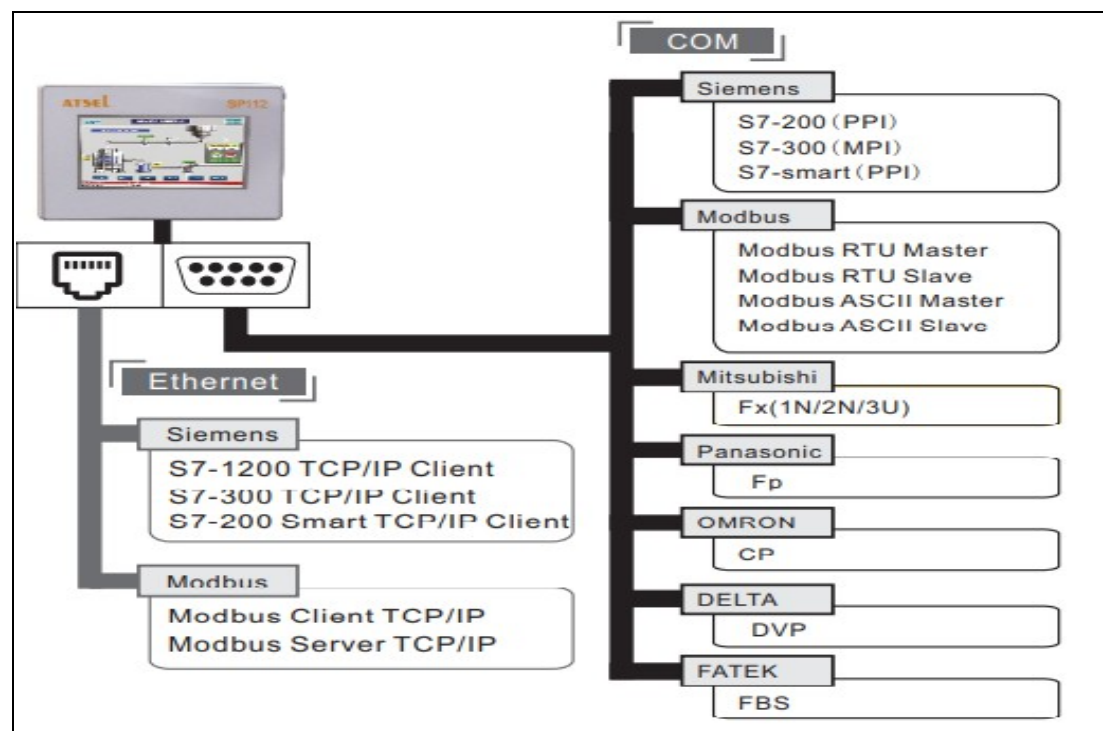 COM
ATSEL
SPI12
Siemens
S7-200(PPI)
S7-300(MPI)
S7-smart(PPI)
Modbus
Modbus RTU Master
Modbus RTU Slave
Modbus ASCII Master
Modbus ASCII Slave
Mitsubishi
Fx(1N/2N/3U)
Panasonic
Fp
OMRON
CP
DELTA
DVP
FATEK
FBS
Ethernet
Siemens
S7-1200 TCP/IP Client
S7-300 TCP/IP Client
S7-200 Smart TCP/IP Client
Modbus
Modbus Client TCP/IP
Modbus Server TCP/IP